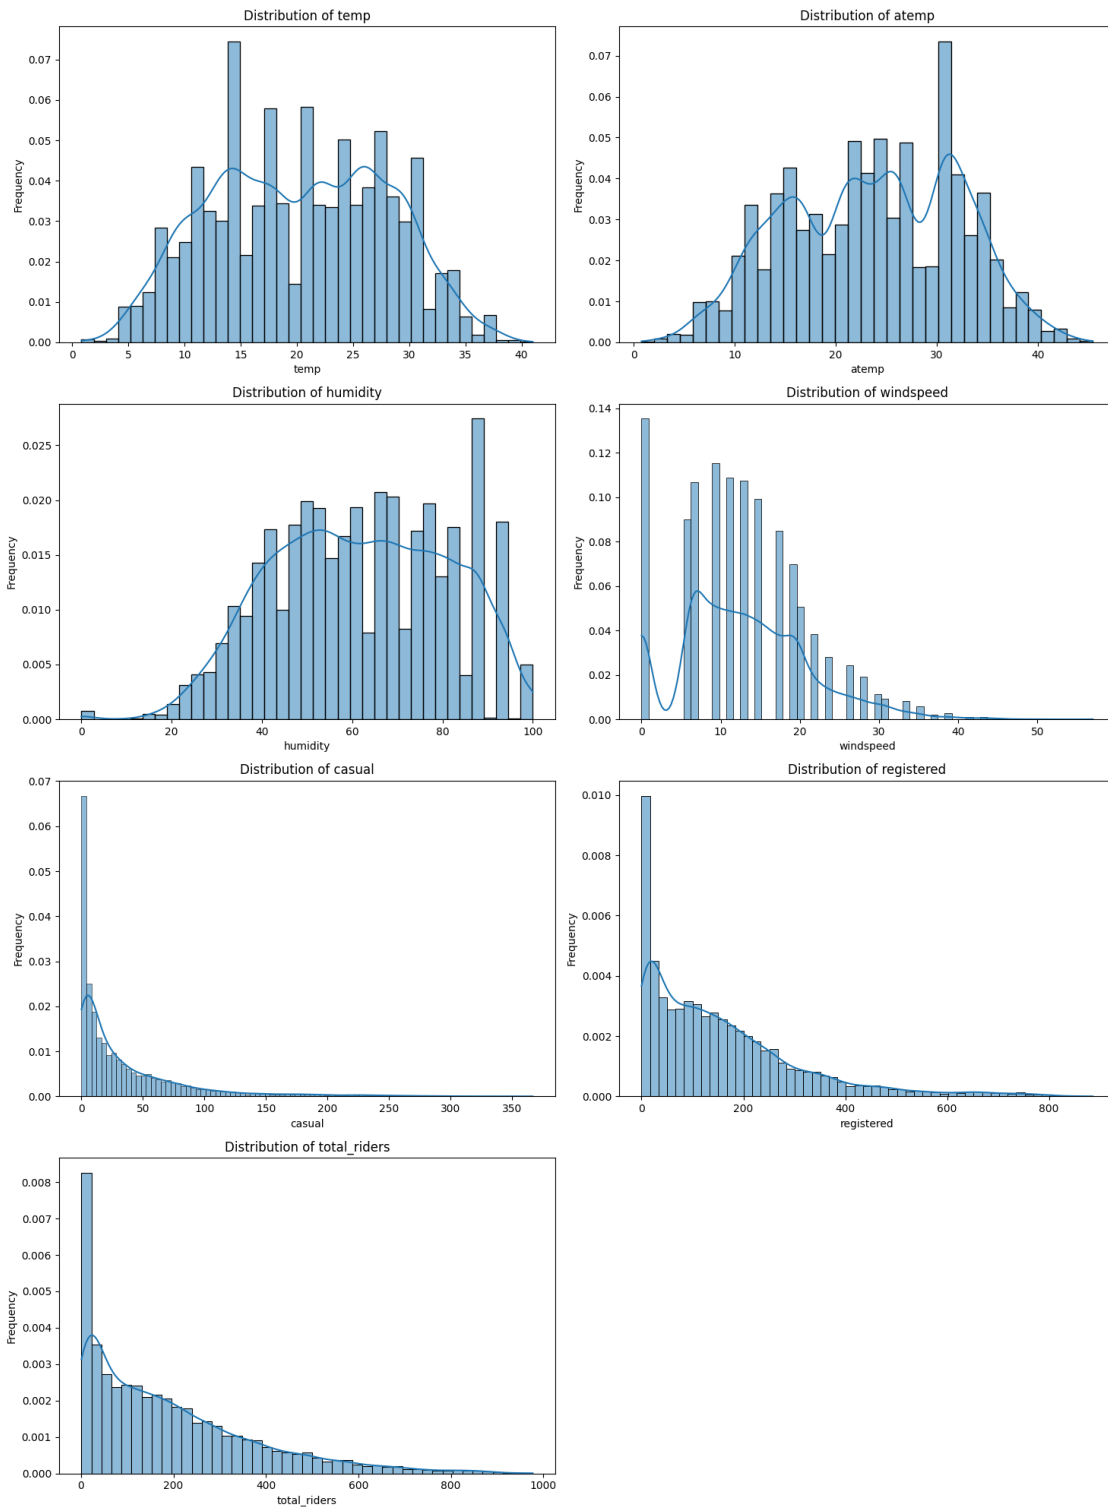 Distribution of temp
Frequency
0.07
0.06
0.05
0.04
0.03
0.02
0.01
0.00
0 5 10 15 20 25 30 35 40
temp
Distribution of atemp
Frequency
0.07
0.06
0.05
0.04
0.03
0.02
0.01
0.00
10 20 30 40
atemp
Distribution of humidity
Frequency
0.025
0.020
0.015
0.010
0.005
0.000
0 20 40 60 80 100
humidity
Distribution of windspeed
Frequency
0.14
0.12
0.10
0.08
0.06
0.04
0.02
0.00
0 10 20 30 40 50
windspeed
Distribution of casual
Frequency
0.07
0.06
0.05
0.04
0.03
0.02
0.01
0.00
0 50 100 150 200 250 300 350
casual
Distribution of registered
Frequency
0.010
0.008
0.006
0.004
0.002
0.000
0 200 400 600 800
registered
Distribution of total_riders
Frequency
0.008
0.007
0.006
0.005
0.004
0.003
0.002
0.001
0.000
0 200 400 600 800 1000
total_riders